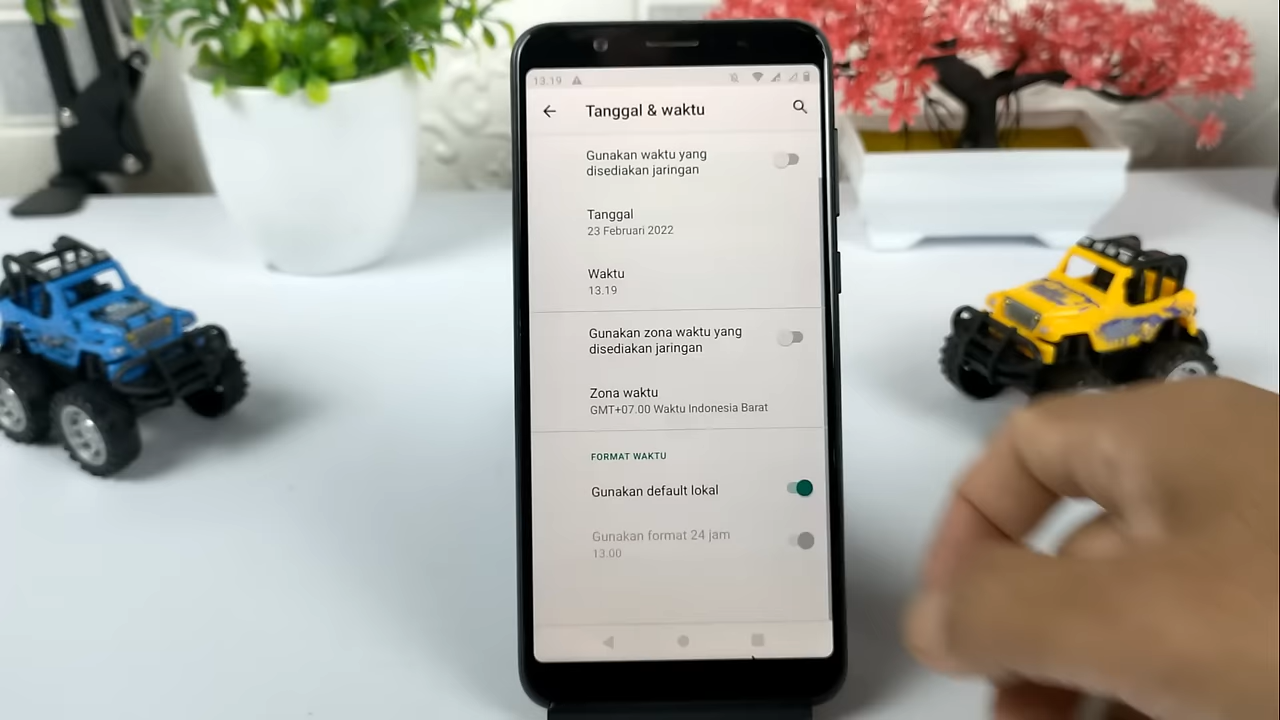 13.19
Tanggal & waktu
Gunakan waktu yang
disediakan jaringan
Tanggal
23 Februari 2022
Waktu
13.19
Gunakan zona waktu yang
disediakan jaringan
Zona waktu
GMT+07.00 Waktu Indonesia Barat
FORMAT WAKTU
Gunakan default lokal
Gunakan format 24 jam
13.00